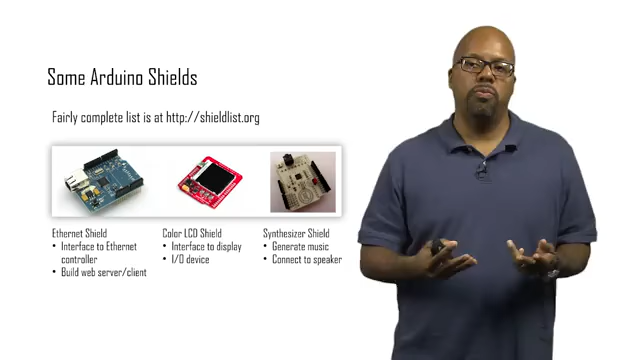 Some Arduino Shields
Fairly complete list is at http://shieldlist.org
Ethernet Shield
• Interface to Ethernet
controller
• Build web server/client
Color LCD Shield
• Interface to display
• I/O device
Synthesizer Shield
• Generate music
• Connect to speaker